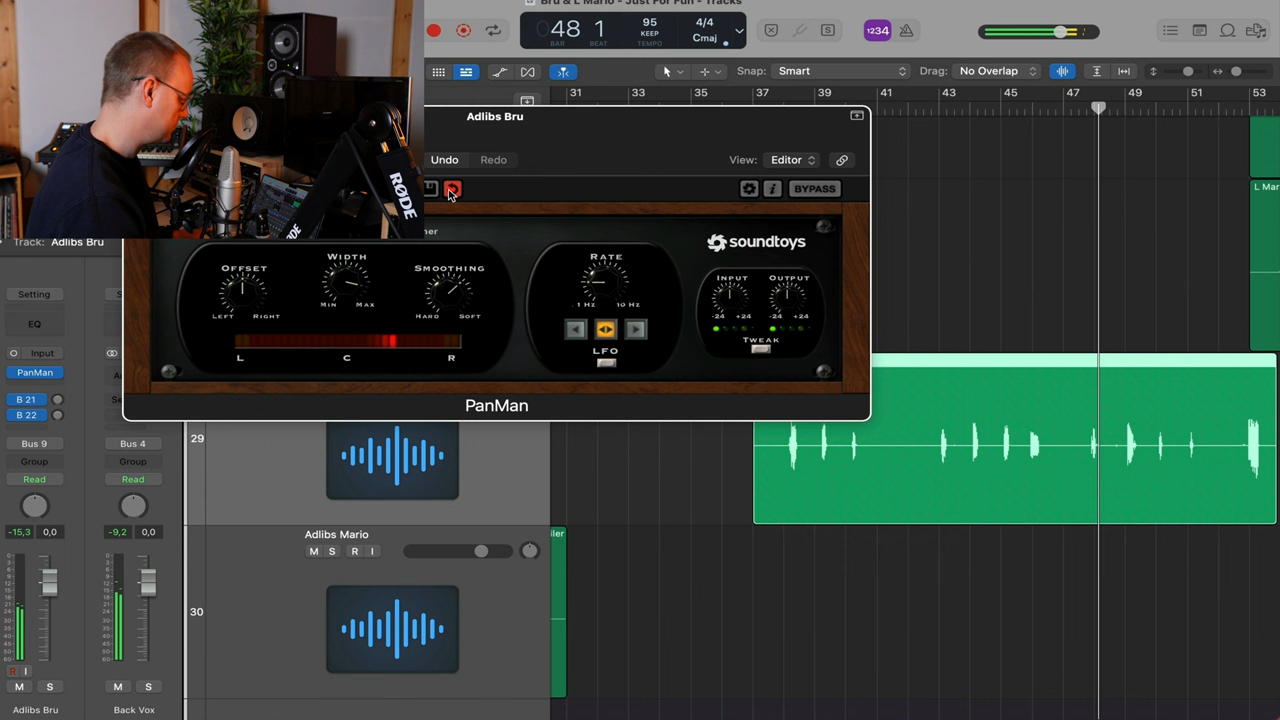 Bru & L Mario - Just For Fun - Tracks
48 1
BAR BEAT
95
KEEP
TEMPO
4/4
Cmaj
1234
Snap: Smart
Drag: No Overlap
31 33 35 37 39 41 43 45 47 49 51 53
Adlibs Bru
Undo Redo
View: Editor
BYPASS
RØDE
Track: Adlibs Bru
L Mar
soundtoys
OFFSET
LEFT RIGHT
WIDTH
MIN MAX
SMOOTHING
HARD SOFT
L C R
RATE
.1 HZ 10 HZ
LFO
INPUT OUTPUT
-24 +24 -24 +24
TWEAK
PanMan
Setting
EQ
Input
PanMan
B 21
B 22
Bus 9 Bus 4
Group Group
Read Read
-15,3 0,0 -9,2 0,0
R I
M S M S
Adlibs Bru Back Vox
29
Adlibs Mario
M S R I
30